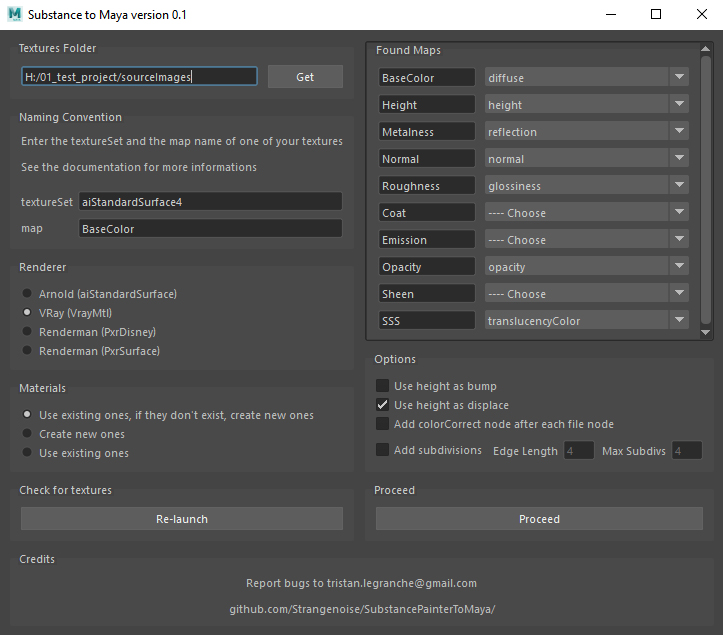 Substance to Maya version 0.1
Textures Folder
H:/01_test_project/sourceImages
Get
Naming Convention
Enter the textureSet and the map name of one of your textures
See the documentation for more informations
textureSet aiStandardSurface4
map BaseColor
Renderer
Arnold (aiStandardSurface)
VRay (VrayMtl)
Renderman (PxrDisney)
Renderman (PxrSurface)
Materials
Use existing ones, if they don't exist, create new ones
Create new ones
Use existing ones
Check for textures
Re-launch
Found Maps
BaseColor diffuse
Height height
Metalness reflection
Normal normal
Roughness glossiness
Coat ---- Choose
Emission ---- Choose
Opacity opacity
Sheen ---- Choose
SSS translucencyColor
Options
Use height as bump
Use height as displace
Add colorCorrect node after each file node
Add subdivisions Edge Length 4 Max Subdivs 4
Proceed
Proceed
Credits
Report bugs to tristan.legranche@gmail.com
github.com/Strangenoise/SubstancePainterToMaya/